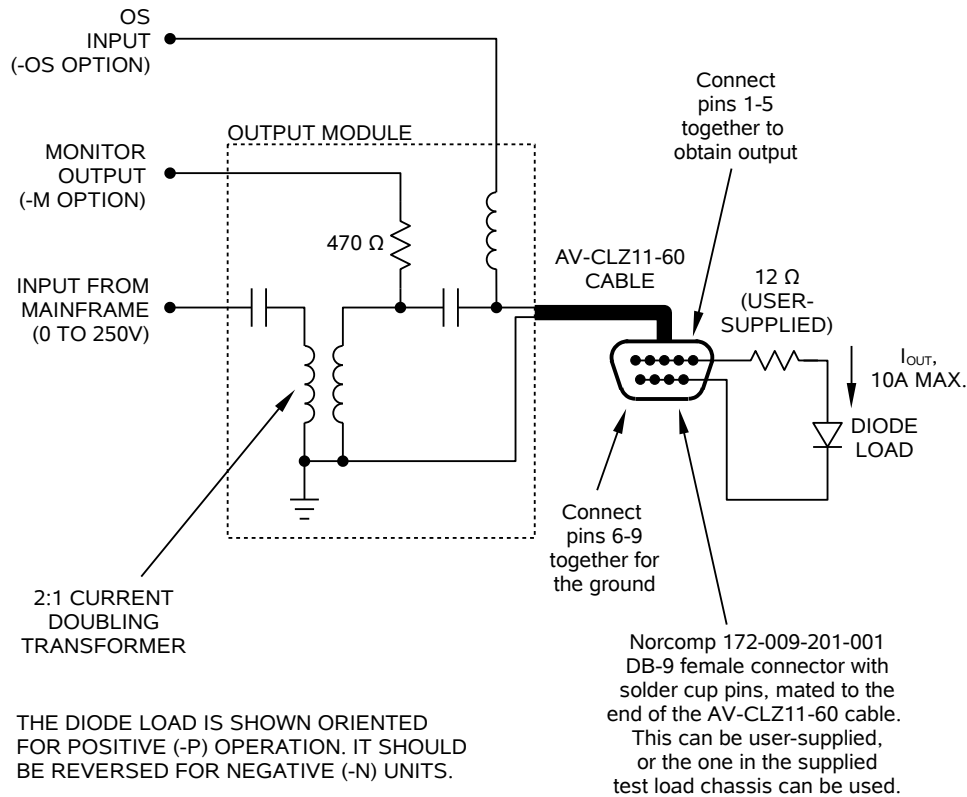 OS
INPUT
(-OS OPTION)
Connect
pins 1-5
together to
obtain output
OUTPUT MODULE
MONITOR
OUTPUT
(-M OPTION)
470 Ω
AV-CLZ11-60
CABLE
12 Ω
(USER-
SUPPLIED)
INPUT FROM
MAINFRAME
(0 TO 250V)
IOUT,
10A MAX.
DIODE
LOAD
Connect
pins 6-9
together for
the ground
2:1 CURRENT
DOUBLING
TRANSFORMER
Norcomp 172-009-201-001
DB-9 female connector with
solder cup pins, mated to the
end of the AV-CLZ11-60 cable.
This can be user-supplied,
or the one in the supplied
test load chassis can be used.
THE DIODE LOAD IS SHOWN ORIENTED
FOR POSITIVE (-P) OPERATION. IT SHOULD
BE REVERSED FOR NEGATIVE (-N) UNITS.